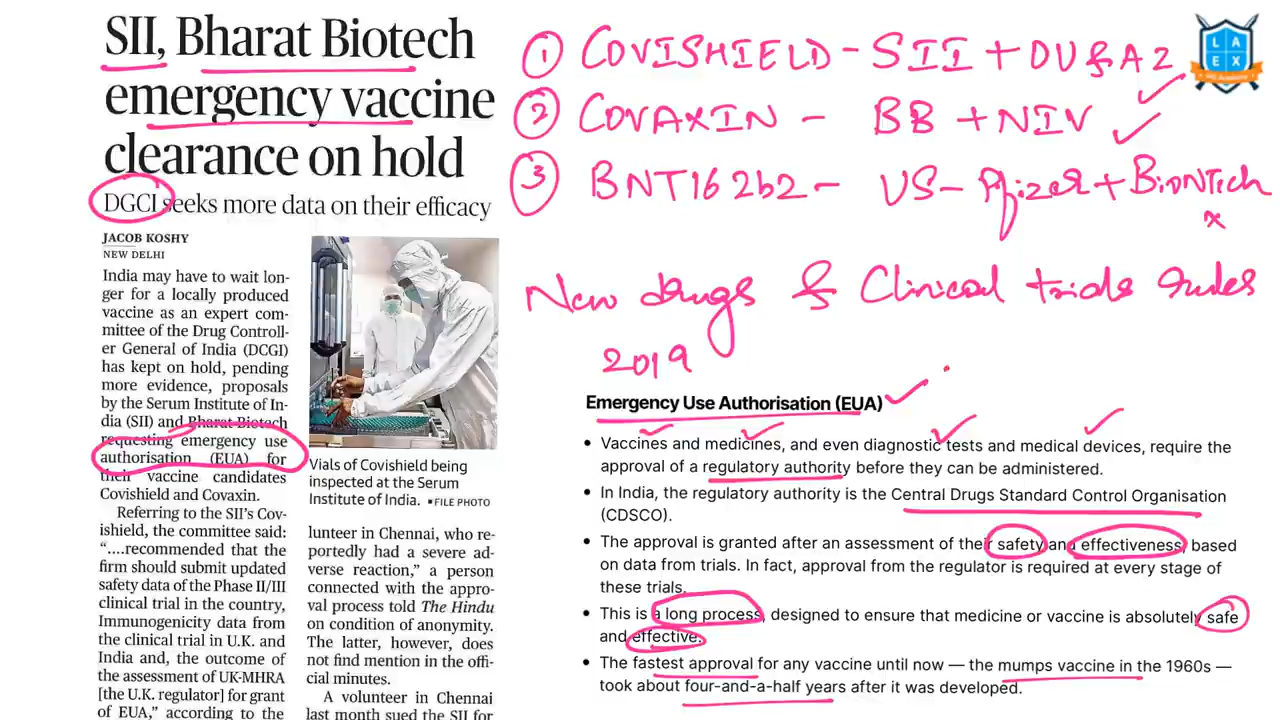 SII, Bharat Biotech
emergency vaccine
clearance on hold
DGCI seeks more data on their efficacy
JACOB KOSHY
NEW DELHI
India may have to wait lon-
ger for a locally produced
vaccine as an expert com-
mittee of the Drug Controll-
er General of India (DCGI)
has kept on hold, pending
more evidence, proposals
by the Serum Institute of In-
dia (SII) and Bharat Biotech
requesting emergency use
authorisation (EUA) for
their vaccine candidates
Covishield and Covaxin.
Referring to the SII's Cov-
ishield, the committee said:
"....recommended that the
firm should submit updated
safety data of the Phase II/III
clinical trial in the country,
Immunogenicity data from
the clinical trial in U.K. and
India and, the outcome of
the assessment of UK-MHRA
[the U.K. regulator] for grant
of EUA," according to the
Vials of Covishield being
inspected at the Serum
Institute of India. ▪FILE PHOTO
lunteer in Chennai, who re-
portedly had a severe ad-
verse reaction," a person
connected with the appro-
val process told The Hindu
on condition of anonymity.
The latter, however, does
not find mention in the offi-
cial minutes.
A volunteer in Chennai
last month sued the SII for
① COVISHIELD - SII + OU & AZ
② COVAXIN - BB + NIV
③ BNT162b2 - US - Pfizer + BionTech
New drugs & Clinical trials rules
2019
Emergency Use Authorisation (EUA)
• Vaccines and medicines, and even diagnostic tests and medical devices, require the
approval of a regulatory authority before they can be administered.
• In India, the regulatory authority is the Central Drugs Standard Control Organisation
(CDSCO).
• The approval is granted after an assessment of their safety and effectiveness, based
on data from trials. In fact, approval from the regulator is required at every stage of
these trials.
• This is a long process, designed to ensure that medicine or vaccine is absolutely safe
and effective.
• The fastest approval for any vaccine until now — the mumps vaccine in the 1960s —
took about four-and-a-half years after it was developed.
L A
E X